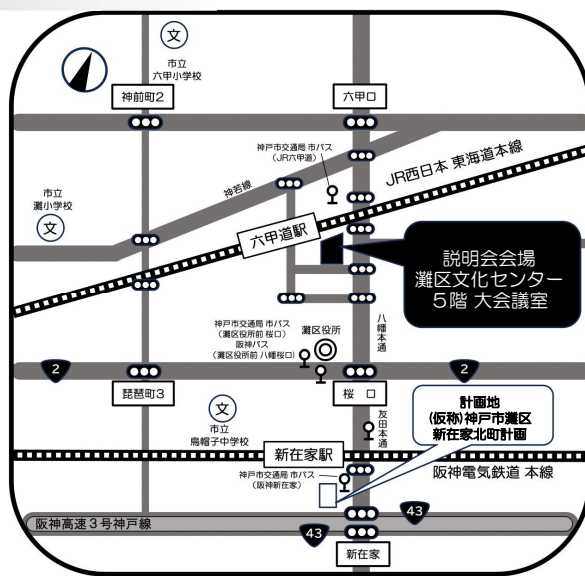 文
市立
六甲小学校
神前町2
六甲口
神戸市交通局 市バス
(JR六甲道)
JR西日本 東海道本線
市立
灘小学校
文
神若線
六甲道駅
説明会会場
灘区文化センター
5階 大会議室
八幡本通
神戸市交通局 市バス
(灘区役所前 桜口)
阪神バス
(灘区役所前 八幡桜口)
灘区役所
2
2
琵琶町3
桜 口
文
市立
烏帽子中学校
友田本通
計画地
(仮称)神戸市灘区
新在家北町計画
新在家駅
阪神電気鉄道 本線
神戸市交通局 市バス
(阪神新在家)
阪神高速3号神戸線
43
43
新在家